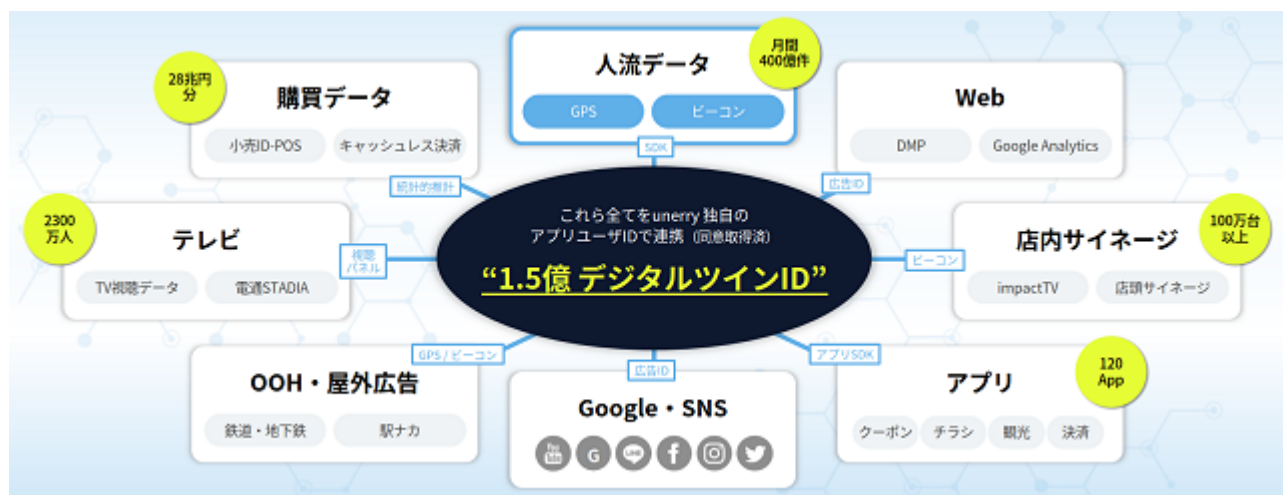 28兆円
分
購買データ
小売ID-POS
キャッシュレス決済
統計的推計
月間
400億件
人流データ
GPS
ビーコン
SDK
Web
DMP
Google Analytics
広告ID
2300
万人
テレビ
TV視聴データ
電通STADIA
視聴
パネル
これら全てをunerry 独自の
アプリユーザIDで連携（同意取得済）
“1.5億 デジタルツインID”
100万台
以上
店内サイネージ
impactTV
店頭サイネージ
ビーコン
OOH・屋外広告
鉄道・地下鉄
駅ナカ
GPS / ビーコン
広告ID
Google・SNS
You
Tube
G
LINE
f
アプリSDK
120
App
アプリ
クーポン
チラシ
観光
決済